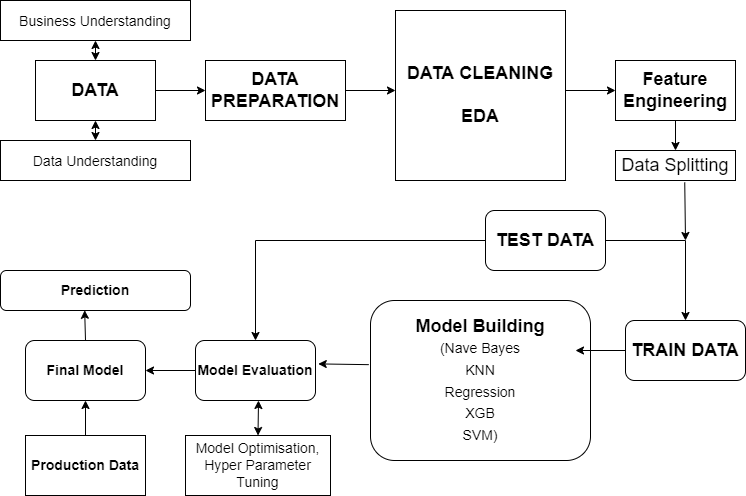 Business Understanding
DATA
Data Understanding
DATA
PREPARATION
DATA CLEANING
EDA
Feature
Engineering
Data Splitting
TEST DATA
TRAIN DATA
Model Building
(Nave Bayes
KNN
Regression
XGB
SVM)
Model Evaluation
Model Optimisation,
Hyper Parameter
Tuning
Final Model
Prediction
Production Data